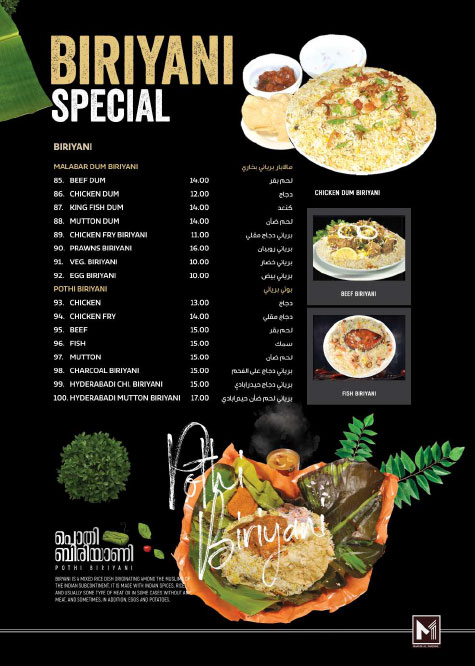 BIRIYANI
SPECIAL
BIRIYANI
MALABAR DUM BIRIYANI مالابار برياني بخاري
85. BEEF DUM 14.00 لحم بقر
86. CHICKEN DUM 12.00 دجاج
87. KING FISH DUM 14.00 كنعد
88. MUTTON DUM 14.00 لحم ضأن
89. CHICKEN FRY BIRIYANI 11.00 برياني دجاج مقلي
90. PRAWNS BIRIYANI 16.00 برياني روبيان
91. VEG. BIRIYANI 10.00 برياني خضار
92. EGG BIRIYANI 10.00 برياني بيض
POTHI BIRIYANI بوتي برياني
93. CHICKEN 13.00 دجاج
94. CHICKEN FRY 14.00 دجاج مقلي
95. BEEF 15.00 لحم بقر
96. FISH 15.00 سمك
97. MUTTON 15.00 لحم ضأن
98. CHARCOAL BIRIYANI 15.00 برياني دجاج على الفحم
99. HYDERABADI CHI. BIRIYANI 15.00 برياني دجاج حيدرابادي
100. HYDERABADI MUTTON BIRIYANI 17.00 برياني لحم ضأن حيدرابادي
CHICKEN DUM BIRIYANI
BEEF BIRIYANI
FISH BIRIYANI
Pothi
Biriyani
പൊതി
ബിരിയാണി
POTHI BIRIYANI
BIRIYANI IS A MIXED RICE DISH ORIGINATING AMONG THE MUSLIMS OF
THE INDIAN SUBCONTINENT. IT IS MADE WITH INDIAN SPICES, RICE,
AND USUALLY SOME TYPE OF MEAT OR IN SOME CASES WITHOUT ANY
MEAT, AND SOMETIMES, IN ADDITION, EGGS AND POTATOES.